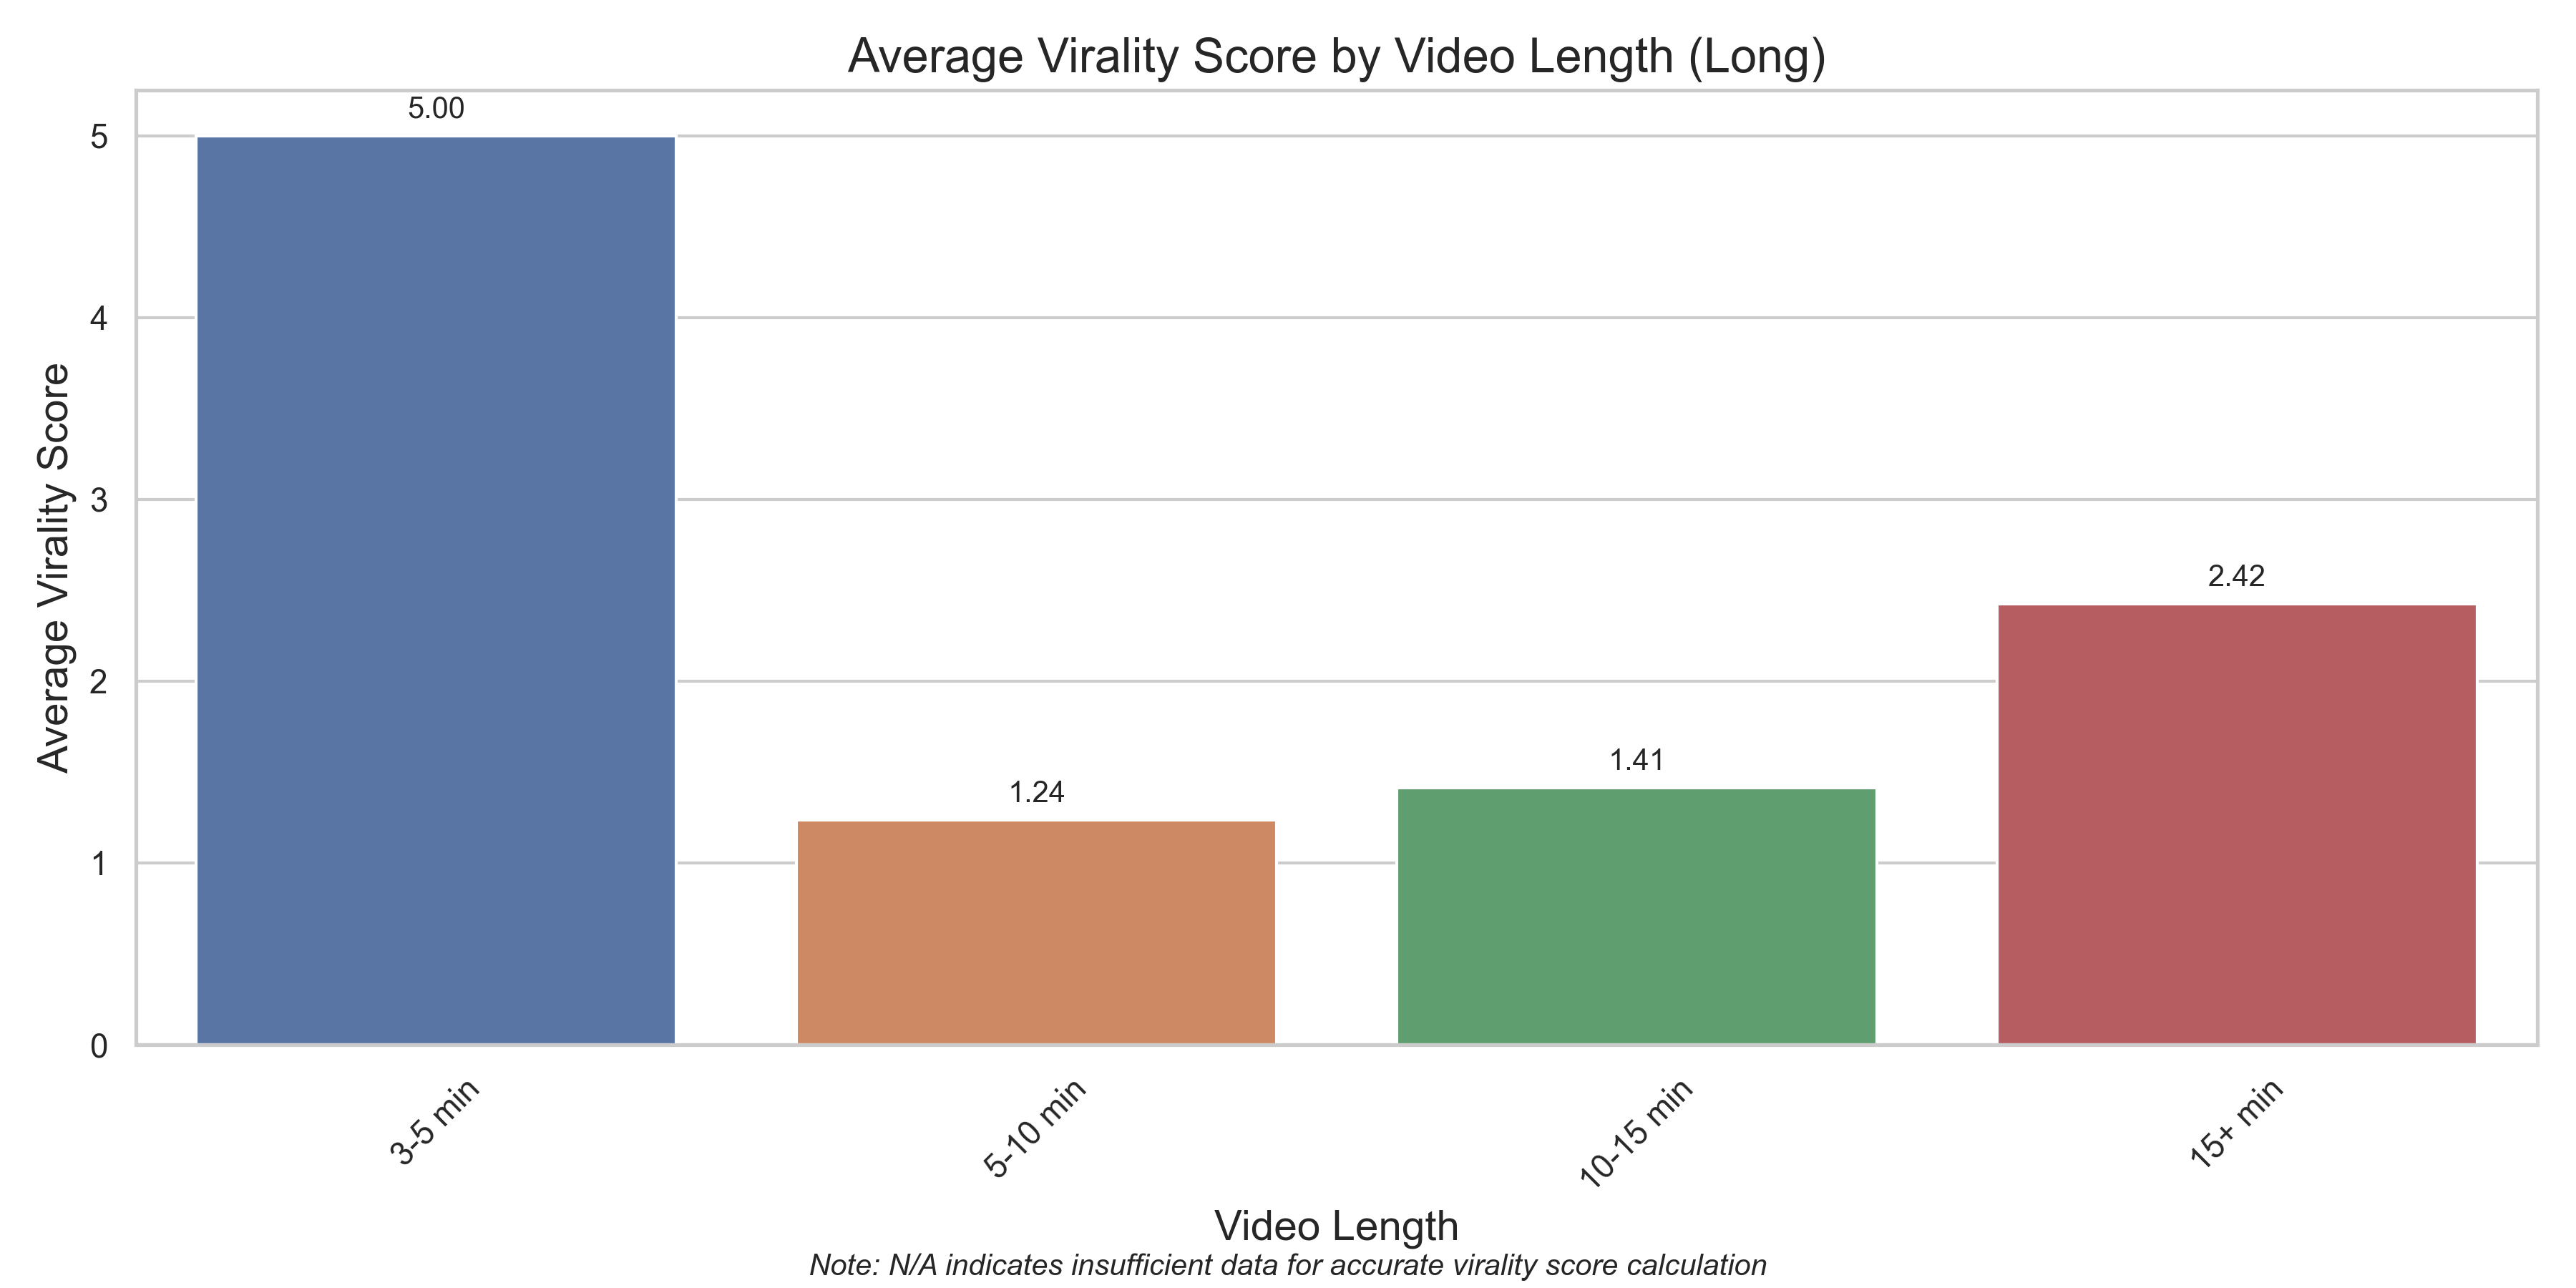 Average Virality Score by Video Length (Long)
5.00
5
4
3
2.42
2
1.41
1.24
1
0
Average Virality Score
3-5 min
5-10 min
10-15 min
15+ min
Video Length
Note: N/A indicates insufficient data for accurate virality score calculation